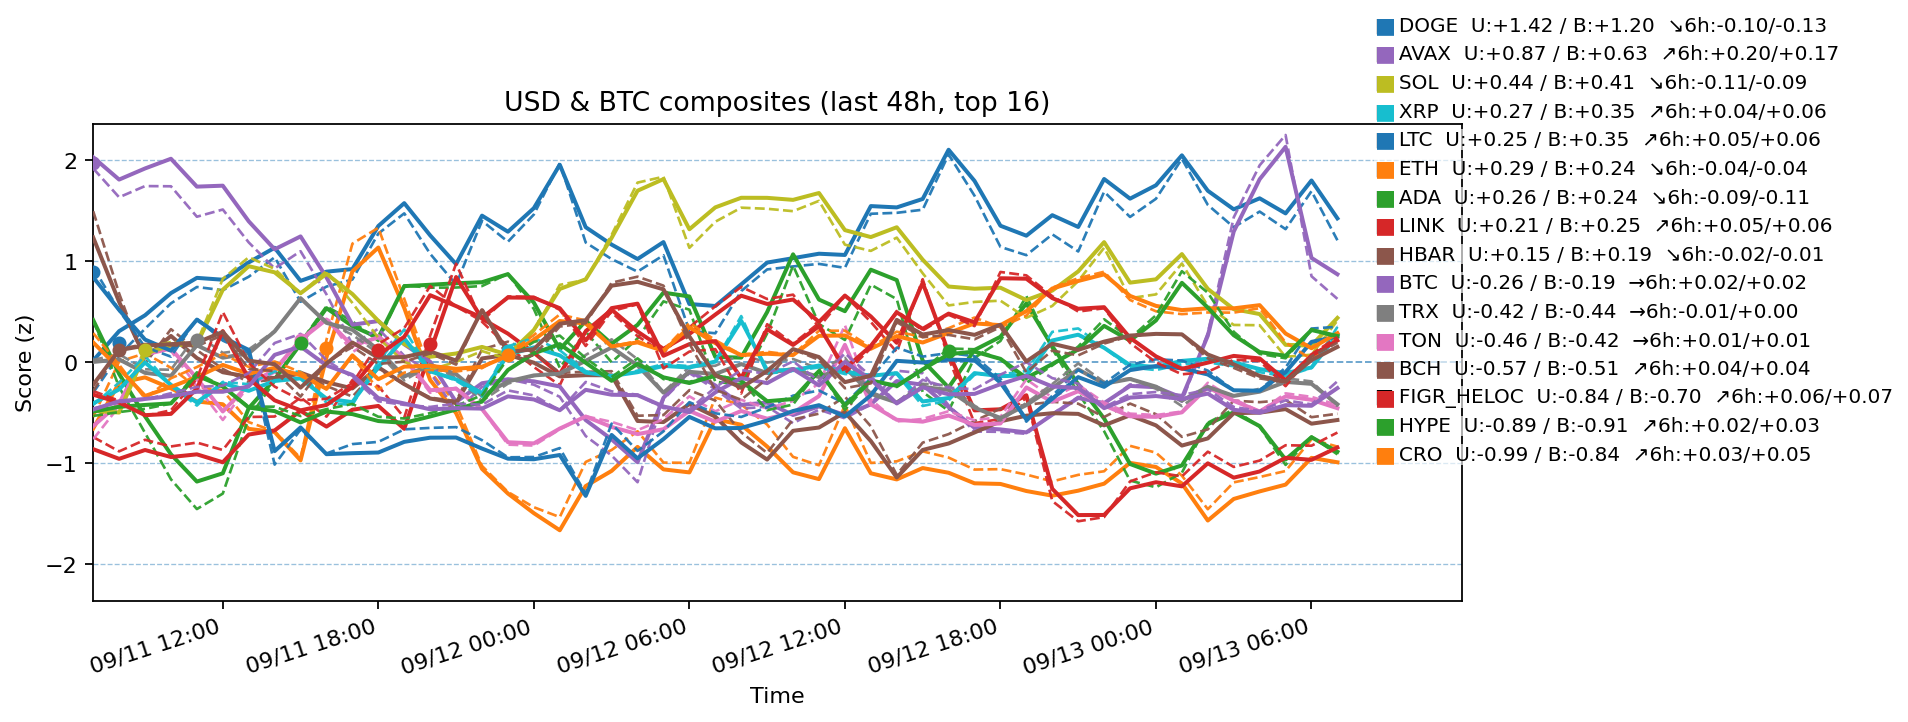 DOGE  U:+1.42 / B:+1.20  ↘6h:-0.10/-0.13
AVAX  U:+0.87 / B:+0.63  ↗6h:+0.20/+0.17
SOL  U:+0.44 / B:+0.41  ↘6h:-0.11/-0.09
XRP  U:+0.27 / B:+0.35  ↗6h:+0.04/+0.06
LTC  U:+0.25 / B:+0.35  ↗6h:+0.05/+0.06
ETH  U:+0.29 / B:+0.24  ↘6h:-0.04/-0.04
ADA  U:+0.26 / B:+0.24  ↘6h:-0.09/-0.11
LINK  U:+0.21 / B:+0.25  ↗6h:+0.05/+0.06
HBAR  U:+0.15 / B:+0.19  ↘6h:-0.02/-0.01
BTC  U:-0.26 / B:-0.19  →6h:+0.02/+0.02
TRX  U:-0.42 / B:-0.44  →6h:-0.01/+0.00
TON  U:-0.46 / B:-0.42  →6h:+0.01/+0.01
BCH  U:-0.57 / B:-0.51  ↗6h:+0.04/+0.04
FIGR_HELOC  U:-0.84 / B:-0.70  ↗6h:+0.06/+0.07
HYPE  U:-0.89 / B:-0.91  ↗6h:+0.02/+0.03
CRO  U:-0.99 / B:-0.84  ↗6h:+0.03/+0.05
USD & BTC composites (last 48h, top 16)
Score (z)
2
1
0
−1
−2
09/11 12:00
09/11 18:00
09/12 00:00
09/12 06:00
09/12 12:00
09/12 18:00
09/13 00:00
09/13 06:00
Time